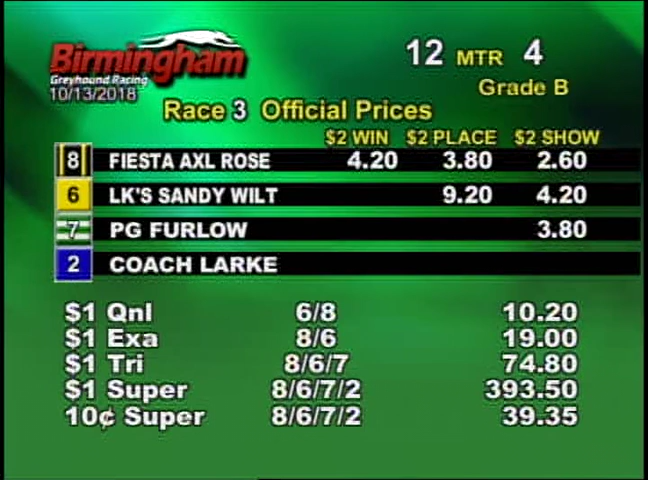 Birmingham
Greyhound Racing
10/13/2018
12 MTR 4
Grade B
Race 3 Official Prices
$2 WIN $2 PLACE $2 SHOW
8 FIESTA AXL ROSE 4.20 3.80 2.60
6 LK'S SANDY WILT 9.20 4.20
7 PG FURLOW 3.80
2 COACH LARKE
$1 Qnl 6/8 10.20
$1 Exa 8/6 19.00
$1 Tri 8/6/7 74.80
$1 Super 8/6/7/2 393.50
10¢ Super 8/6/7/2 39.35